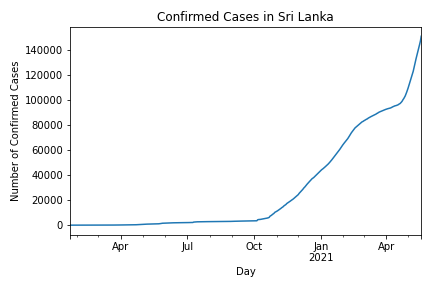 Confirmed Cases in Sri Lanka
Number of Confirmed Cases
140000
120000
100000
80000
60000
40000
20000
0
Apr Jul Oct Jan Apr
2021
Day